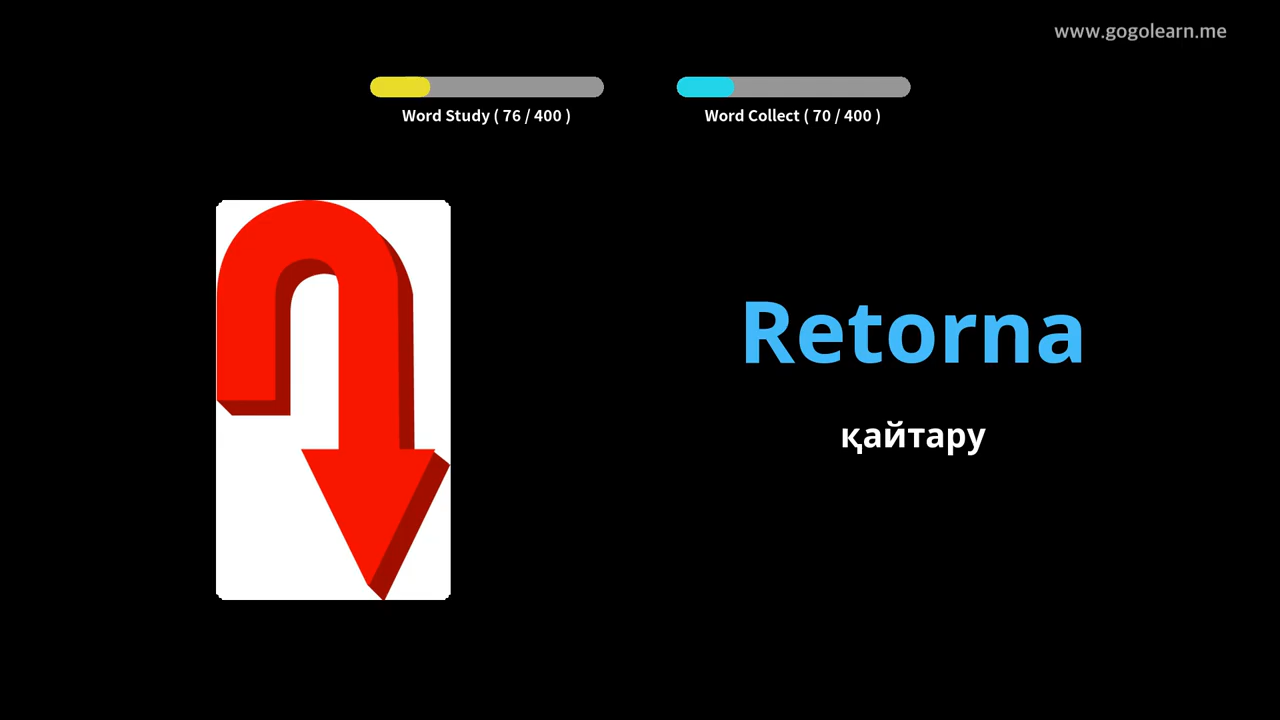 www.gogolearn.me
Word Study ( 76 / 400 )
Word Collect ( 70 / 400 )
Retorna
қайтару